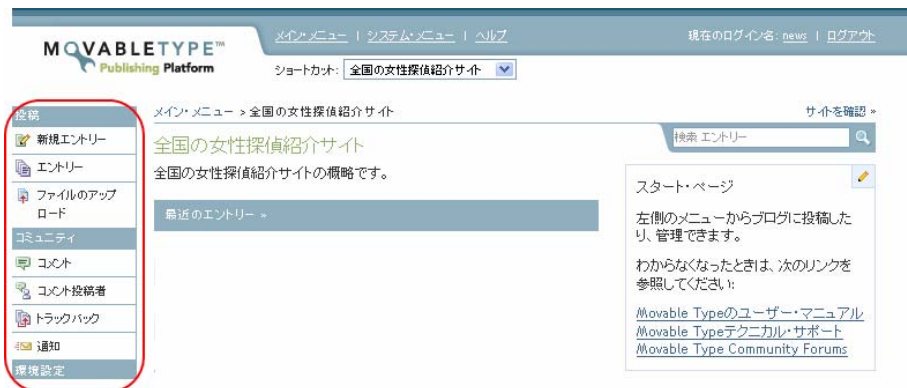 MOVABLETYPE™
Publishing Platform
メイン・メニュー | システム・メニュー | ヘルプ
現在のログイン名: news | ログアウト
ショートカット: 全国の女性探偵紹介サイト
投稿
新規エントリー
エントリー
ファイルのアップ
ロード
コミュニティ
コメント
コメント投稿者
トラックバック
通知
環境設定
メイン・メニュー > 全国の女性探偵紹介サイト
サイトを確認 »
全国の女性探偵紹介サイト
検索 エントリー
全国の女性探偵紹介サイトの概略です。
最近のエントリー »
スタート・ページ
左側のメニューからブログに投稿した
り、管理できます。
わからなくなったときは、次のリンクを
参照してください:
Movable Typeのユーザー・マニュアル
Movable Typeテクニカル・サポート
Movable Type Community Forums